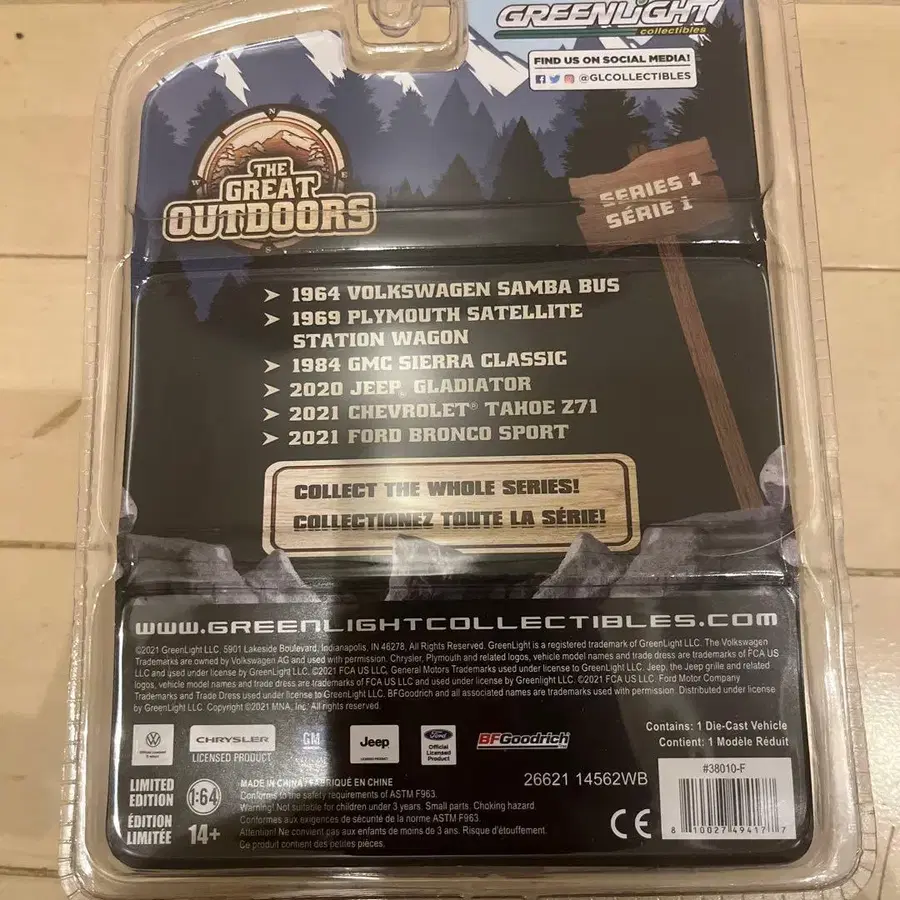 GREENLIGHT
collectibles
FIND US ON SOCIAL MEDIA!
@GLCOLLECTIBLES
N
W
E
S
THE
GREAT
OUTDOORS
SERIES 1
SÉRIE 1
1964 VOLKSWAGEN SAMBA BUS
1969 PLYMOUTH SATELLITE
STATION WAGON
1984 GMC SIERRA CLASSIC
2020 JEEP® GLADIATOR
2021 CHEVROLET® TAHOE Z71
2021 FORD BRONCO SPORT
COLLECT THE WHOLE SERIES!
COLLECTIONEZ TOUTE LA SÉRIE!
WWW.GREENLIGHTCOLLECTIBLES.COM
©2021 GreenLight LLC, 5901 Lakeside Boulevard, Indianapolis, IN 46278, All Rights Reserved. GreenLight is a registered trademark of GreenLight LLC. The Volkswagen
Trademarks are owned by Volkswagen AG and used with permission. Chrysler, Plymouth and related logos, vehicle model names and trade dress are trademarks of FCA US
LLC and used under license by GreenLight LLC. ©2021 FCA US LLC, General Motors Trademarks used under license to GreenLight LLC. Jeep, the Jeep grille and related
logos, vehicle model names and trade dress are trademarks of FCA US LLC and used under license by Greenlight LLC. ©2021 FCA US LLC. Ford Motor Company
Trademarks and Trade Dress used under license to GreenLight LLC. BFGoodrich and all associated names are trademarks used with permission. Distributed under license
by GreenLight LLC. Copyright ©2021 MNA, Inc. All rights reserved.
CHRYSLER
LICENSED PRODUCT
GM
Jeep
LICENSED PRODUCT
Ford
Official
Licensed
Product
BFGoodrich
Contains: 1 Die-Cast Vehicle
Contient: 1 Modèle Réduit
LIMITED
EDITION
ÉDITION
LIMITÉE
1:64
14+
MADE IN CHINA / FABRIQUÉ EN CHINE
Conforms to the safety requirements of ASTM F963.
Warning! Not suitable for children under 3 years. Small parts. Choking hazard.
Conformes aux exigences de sécurité de la norme ASTM F963.
Attention! Ne convient pas aux enfants de moins de 3 ans. Risque d'étouffement.
Ce produit contient des petites pièces.
26621 14562WB
CE
#38010-F
8 10027 49417 7